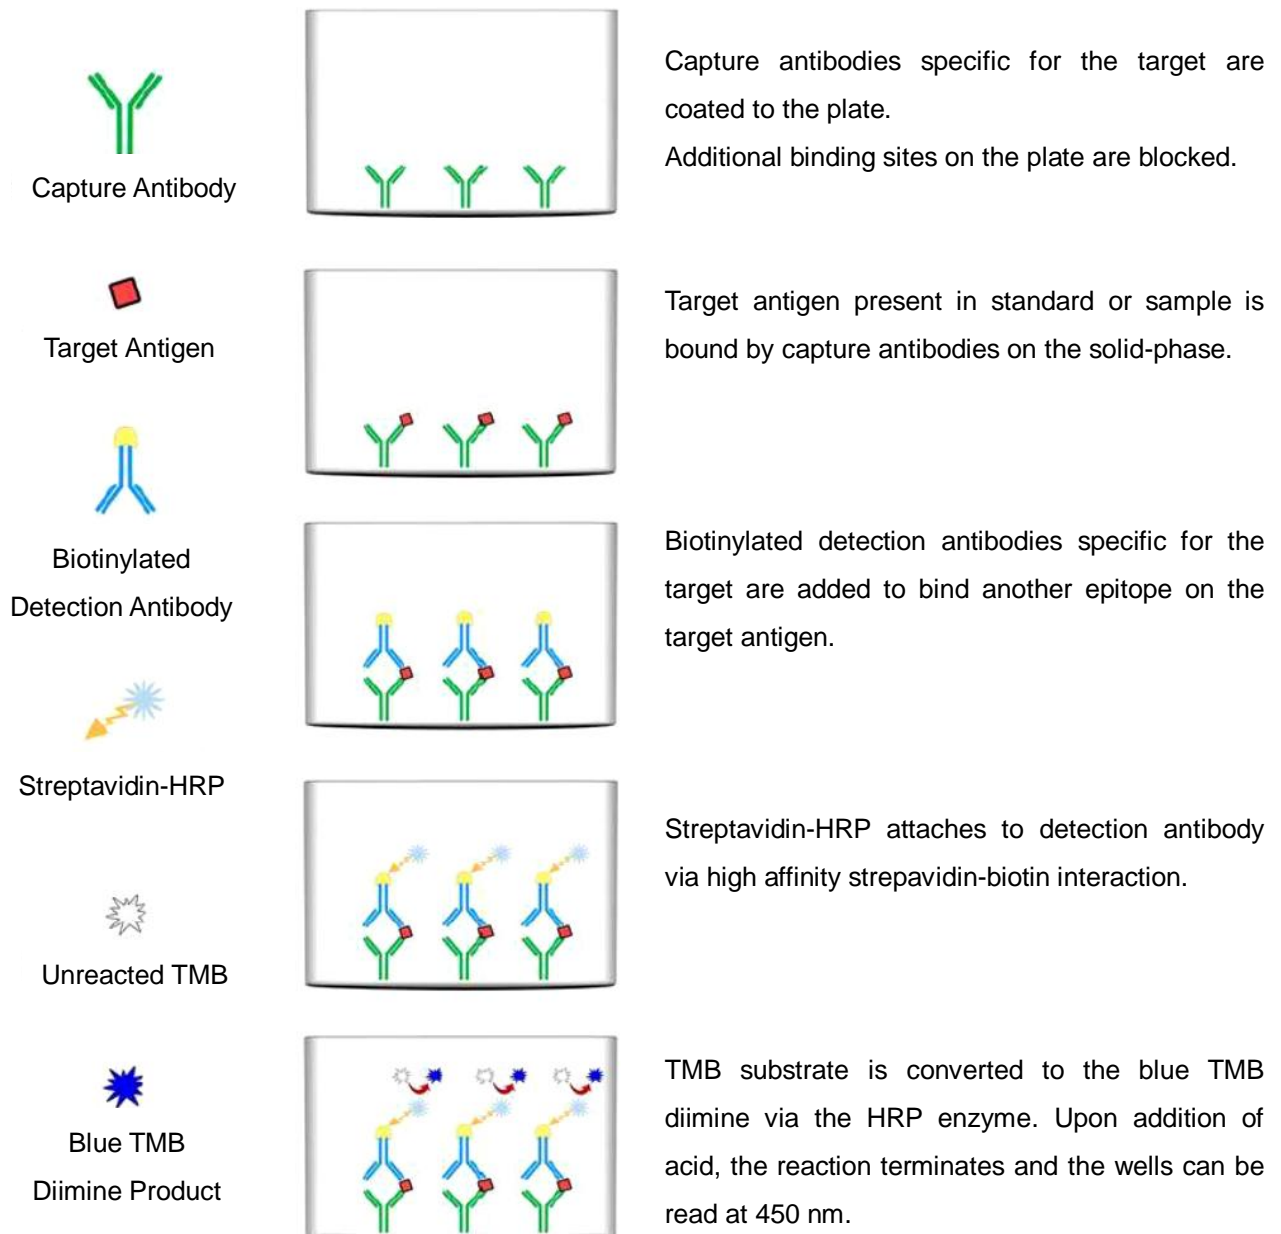 Capture Antibody
Capture antibodies specific for the target are
coated to the plate.
Additional binding sites on the plate are blocked.
Target Antigen
Target antigen present in standard or sample is
bound by capture antibodies on the solid-phase.
Biotinylated
Detection Antibody
Biotinylated detection antibodies specific for the
target are added to bind another epitope on the
target antigen.
Streptavidin-HRP
Streptavidin-HRP attaches to detection antibody
via high affinity strepavidin-biotin interaction.
Unreacted TMB
Blue TMB
Diimine Product
TMB substrate is converted to the blue TMB
diimine via the HRP enzyme. Upon addition of
acid, the reaction terminates and the wells can be
read at 450 nm.